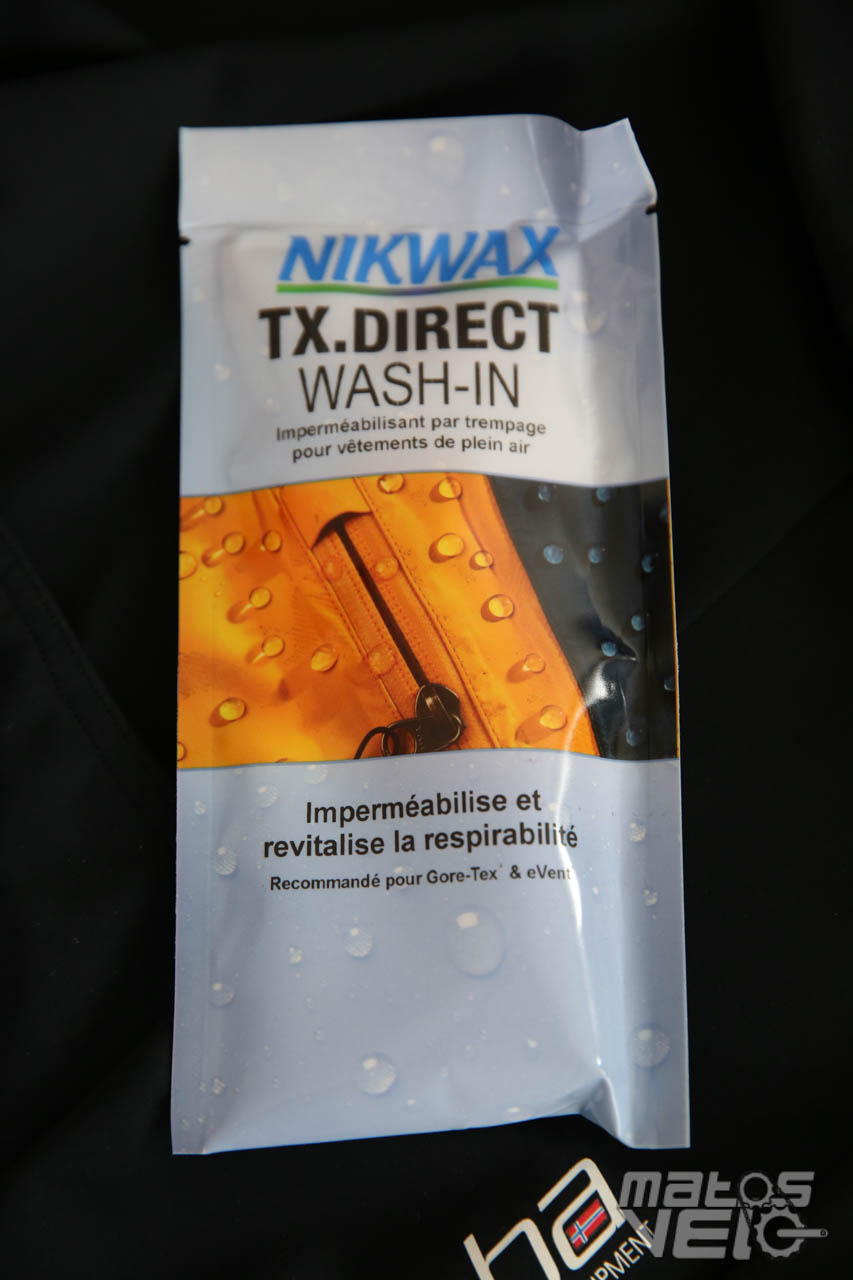 NIKWAX
TX.DIRECT
WASH-IN
Imperméabilisant par trempage
pour vêtements de plein air
Imperméabilise et
revitalise la respirabilité
Recommandé pour Gore-Tex® & eVent
ha
matos
VELO